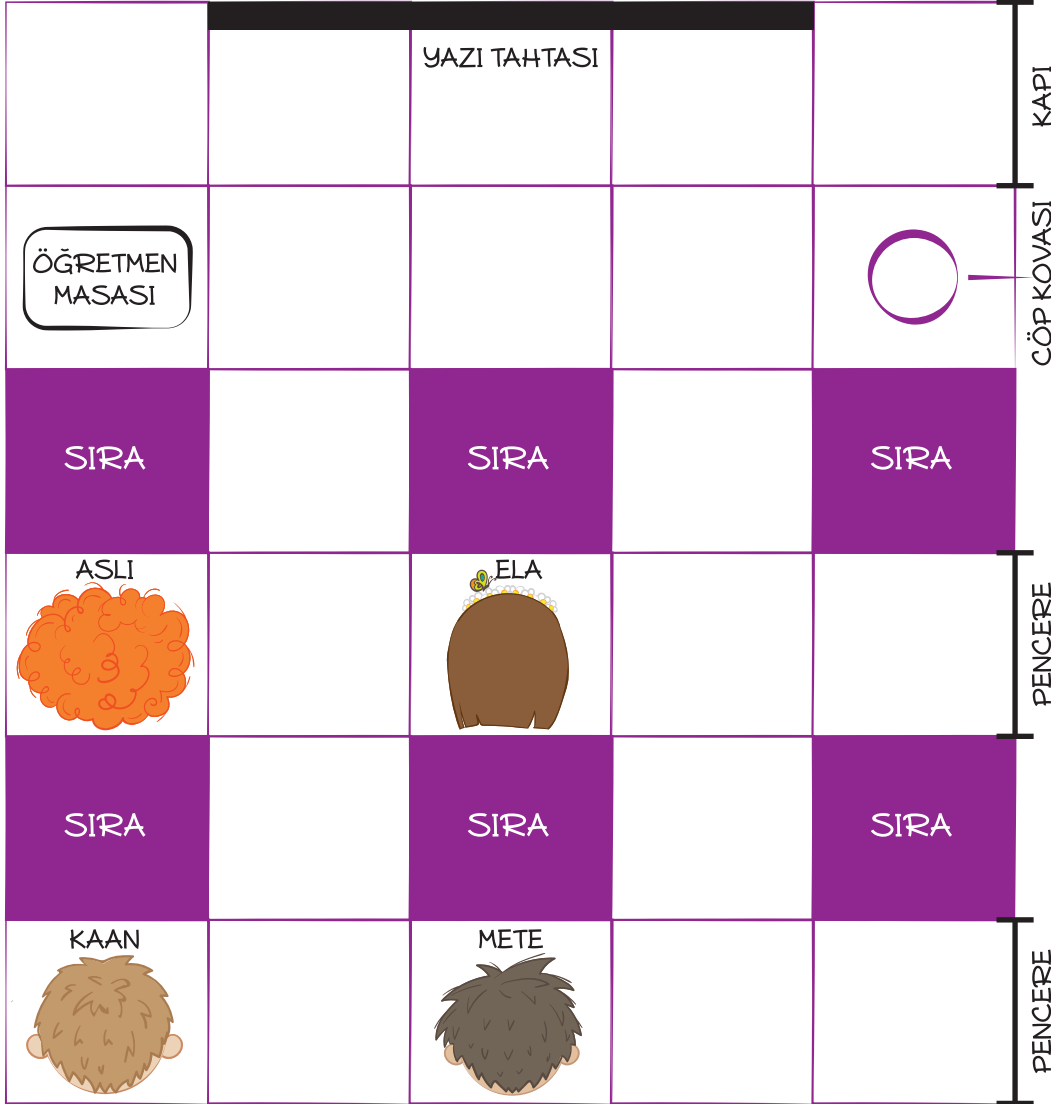 YAZI TAHTASI
KAPI
ÖĞRETMEN
MASASI
ÇÖP KOVASI
SIRA
SIRA
SIRA
ASLI
ELA
PENCERE
SIRA
SIRA
SIRA
KAAN
METE
PENCERE